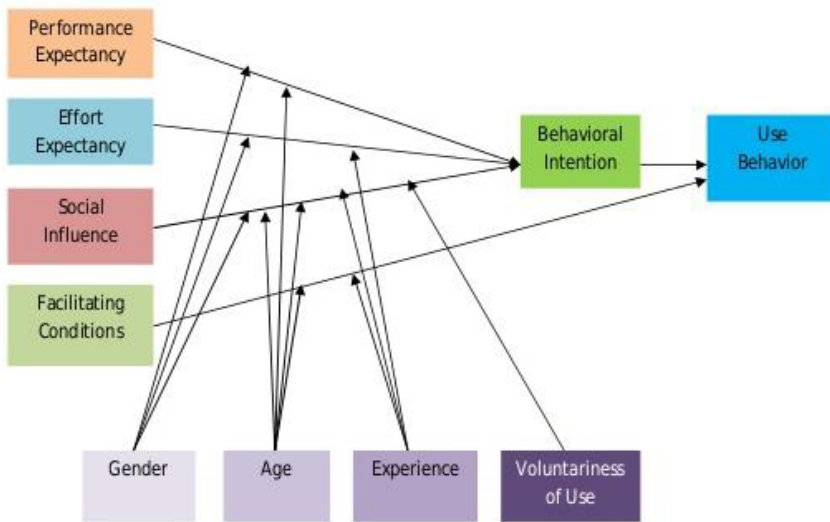 Performance
Expectancy
Effort
Expectancy
Social
Influence
Facilitating
Conditions
Behavioral
Intention
Use
Behavior
Gender
Age
Experience
Voluntariness
of Use